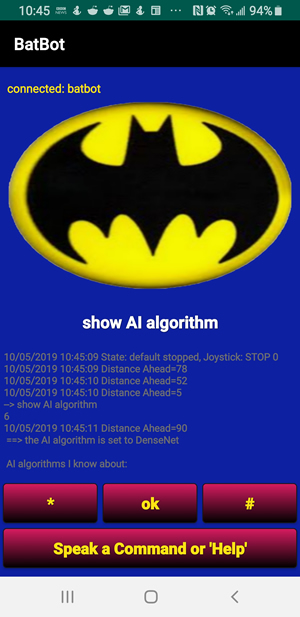 10:45
BBC NEWS
94%
BatBot
connected: batbot
show AI algorithm
10/05/2019 10:45:09 State: default stopped, Joystick: STOP 0
10/05/2019 10:45:09 Distance Ahead=78
10/05/2019 10:45:10 Distance Ahead=52
10/05/2019 10:45:10 Distance Ahead=5
--> show AI algorithm
6
10/05/2019 10:45:11 Distance Ahead=90
==> the AI algorithm is set to DenseNet
AI algorithms I know about:
* ok #
Speak a Command or 'Help'